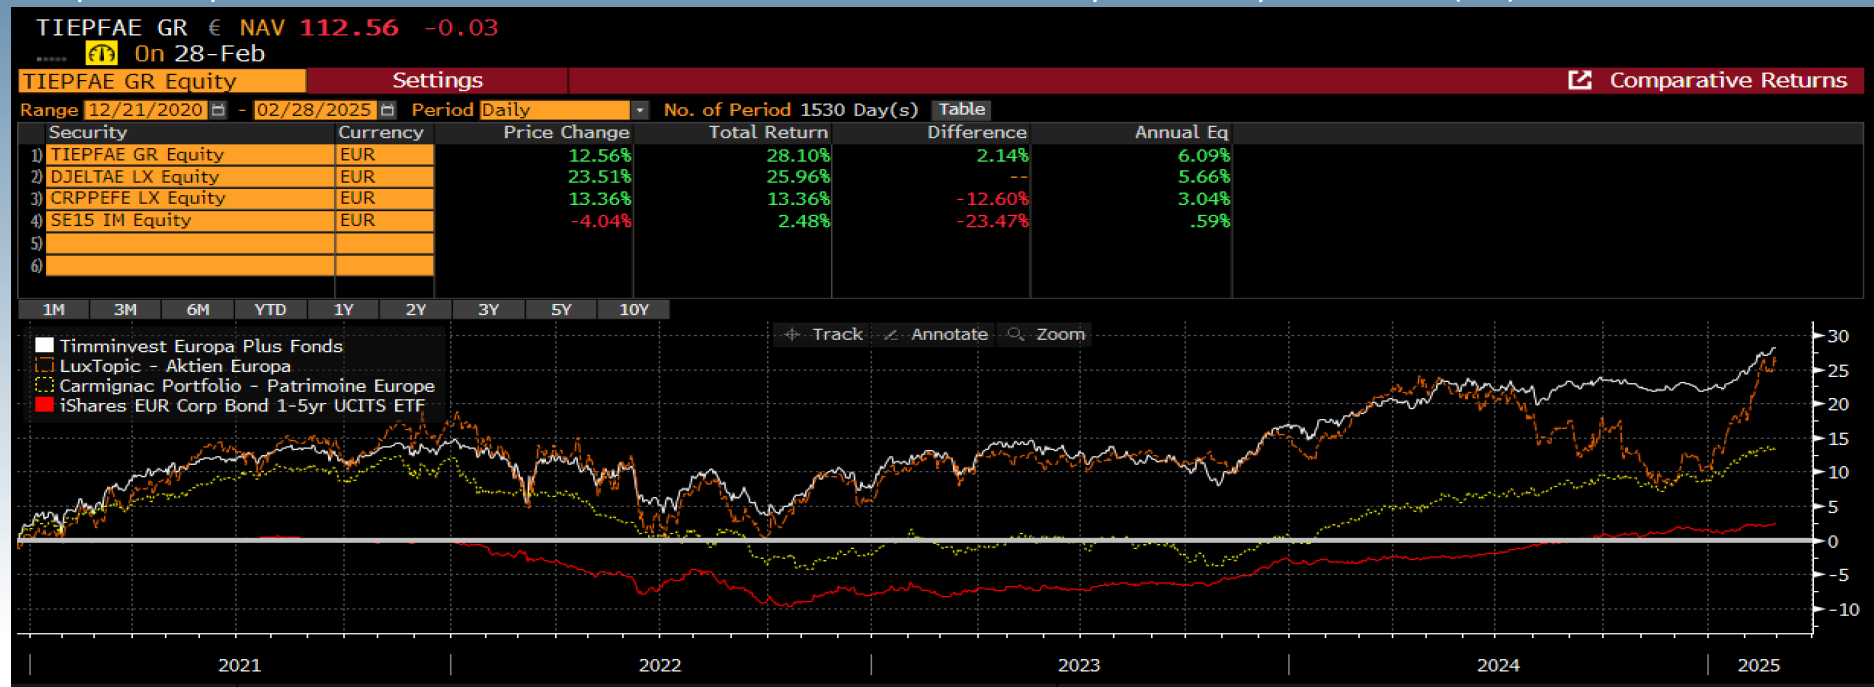 TIEPFAE GR € NAV 112.56 -0.03
On 28-Feb
TIEPFAE GR Equity Settings Comparative Returns
Range 12/21/2020 - 02/28/2025 Period Daily No. of Period 1530 Day(s) Table
Security Currency Price Change Total Return Difference Annual Eq
1) TIEPFAE GR Equity EUR 12.56% 28.10% 2.14% 6.09%
2) DJELTAE LX Equity EUR 23.51% 25.96% -- 5.66%
3) CRPPEFE LX Equity EUR 13.36% 13.36% -12.60% 3.04%
4) SE15 IM Equity EUR -4.04% 2.48% -23.47% .59%
5)
6)
1M 3M 6M YTD 1Y 2Y 3Y 5Y 10Y
Track Annotate Zoom
Timminvest Europa Plus Fonds
LuxTopic - Aktien Europa
Carmignac Portfolio - Patrimoine Europe
iShares EUR Corp Bond 1-5yr UCITS ETF
30
25
20
15
10
5
0
-5
-10
2021 2022 2023 2024 2025